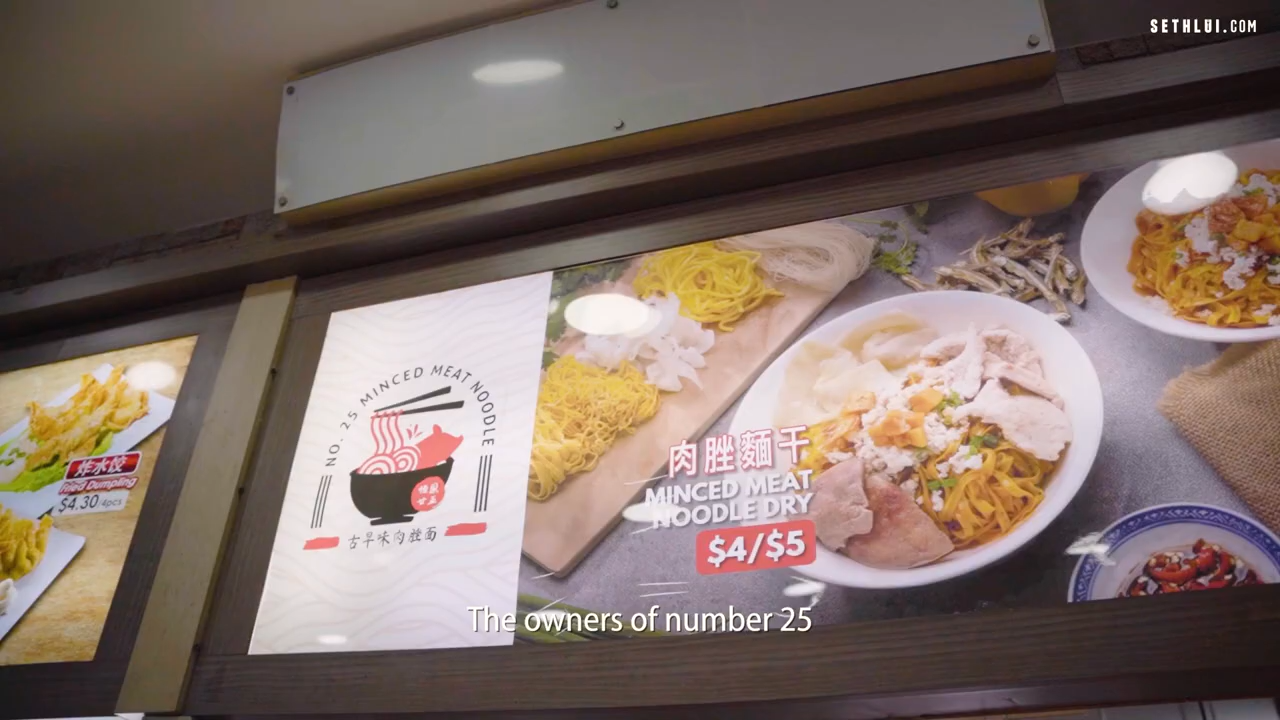 SETHLUI.COM
炸水饺
Fried Dumpling
$4.30/4pcs
NO. 25 MINCED MEAT NOODLE
古早味肉脞面
肉脞麵干
MINCED MEAT
NOODLE DRY
$4/$5
The owners of number 25